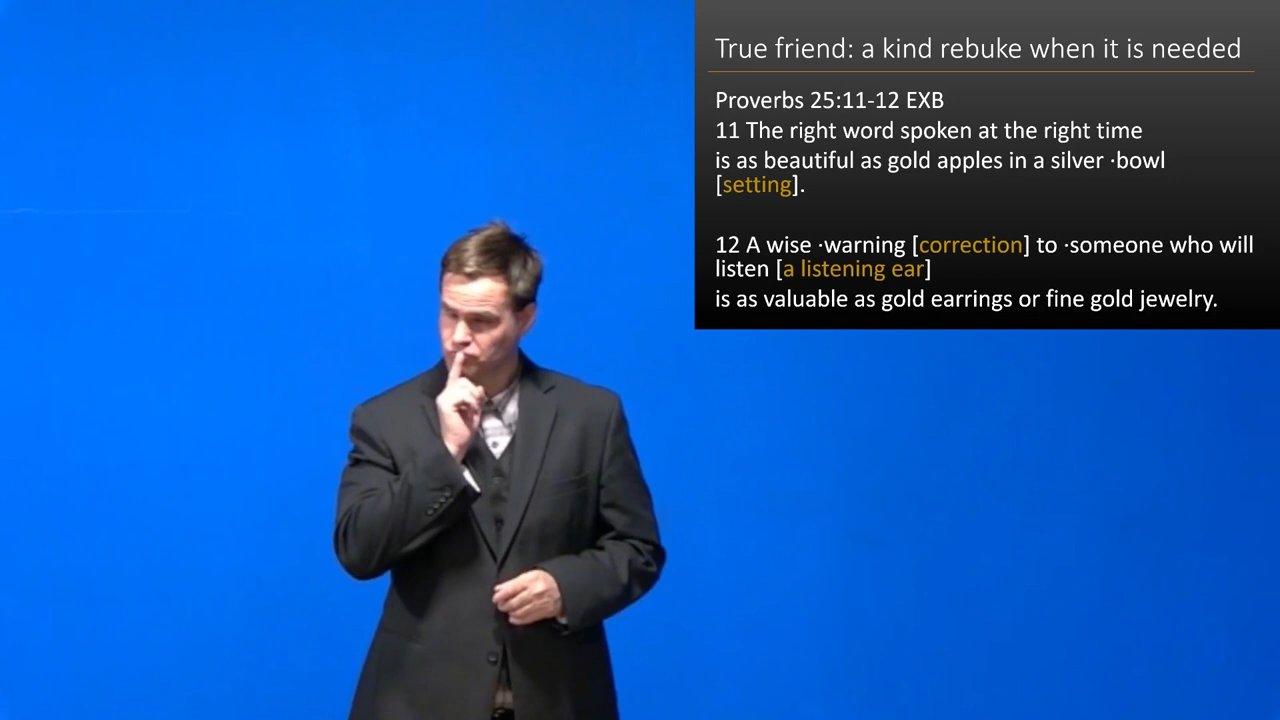 True friend: a kind rebuke when it is needed
Proverbs 25:11-12 EXB
11 The right word spoken at the right time
is as beautiful as gold apples in a silver ·bowl
[setting].
12 A wise ·warning [correction] to ·someone who will
listen [a listening ear]
is as valuable as gold earrings or fine gold jewelry.